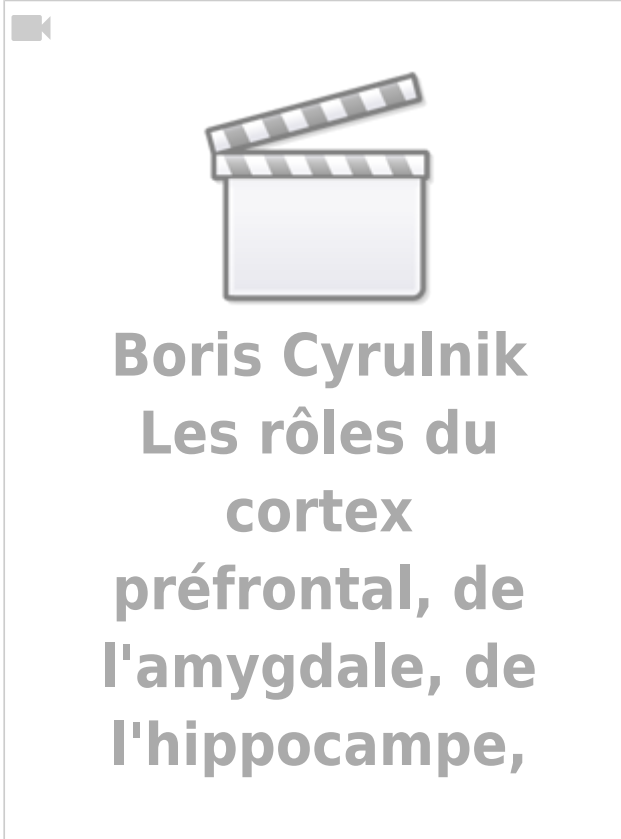 Boris Cyrulnik
Les rôles du
cortex
préfrontal, de
l'amygdale, de
l'hippocampe,